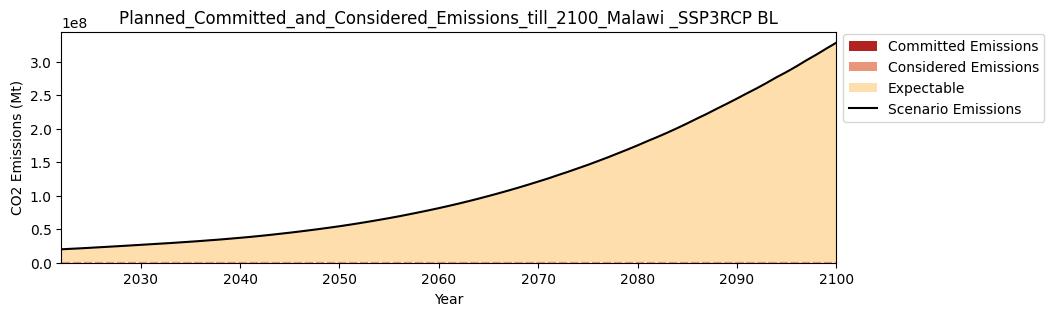 Planned_Committed_and_Considered_Emissions_till_2100_Malawi _SSP3RCP BL
1e8
3.0
2.5
2.0
1.5
1.0
0.5
0.0
CO2 Emissions (Mt)
2030 2040 2050 2060 2070 2080 2090 2100
Year
Committed Emissions
Considered Emissions
Expectable
Scenario Emissions